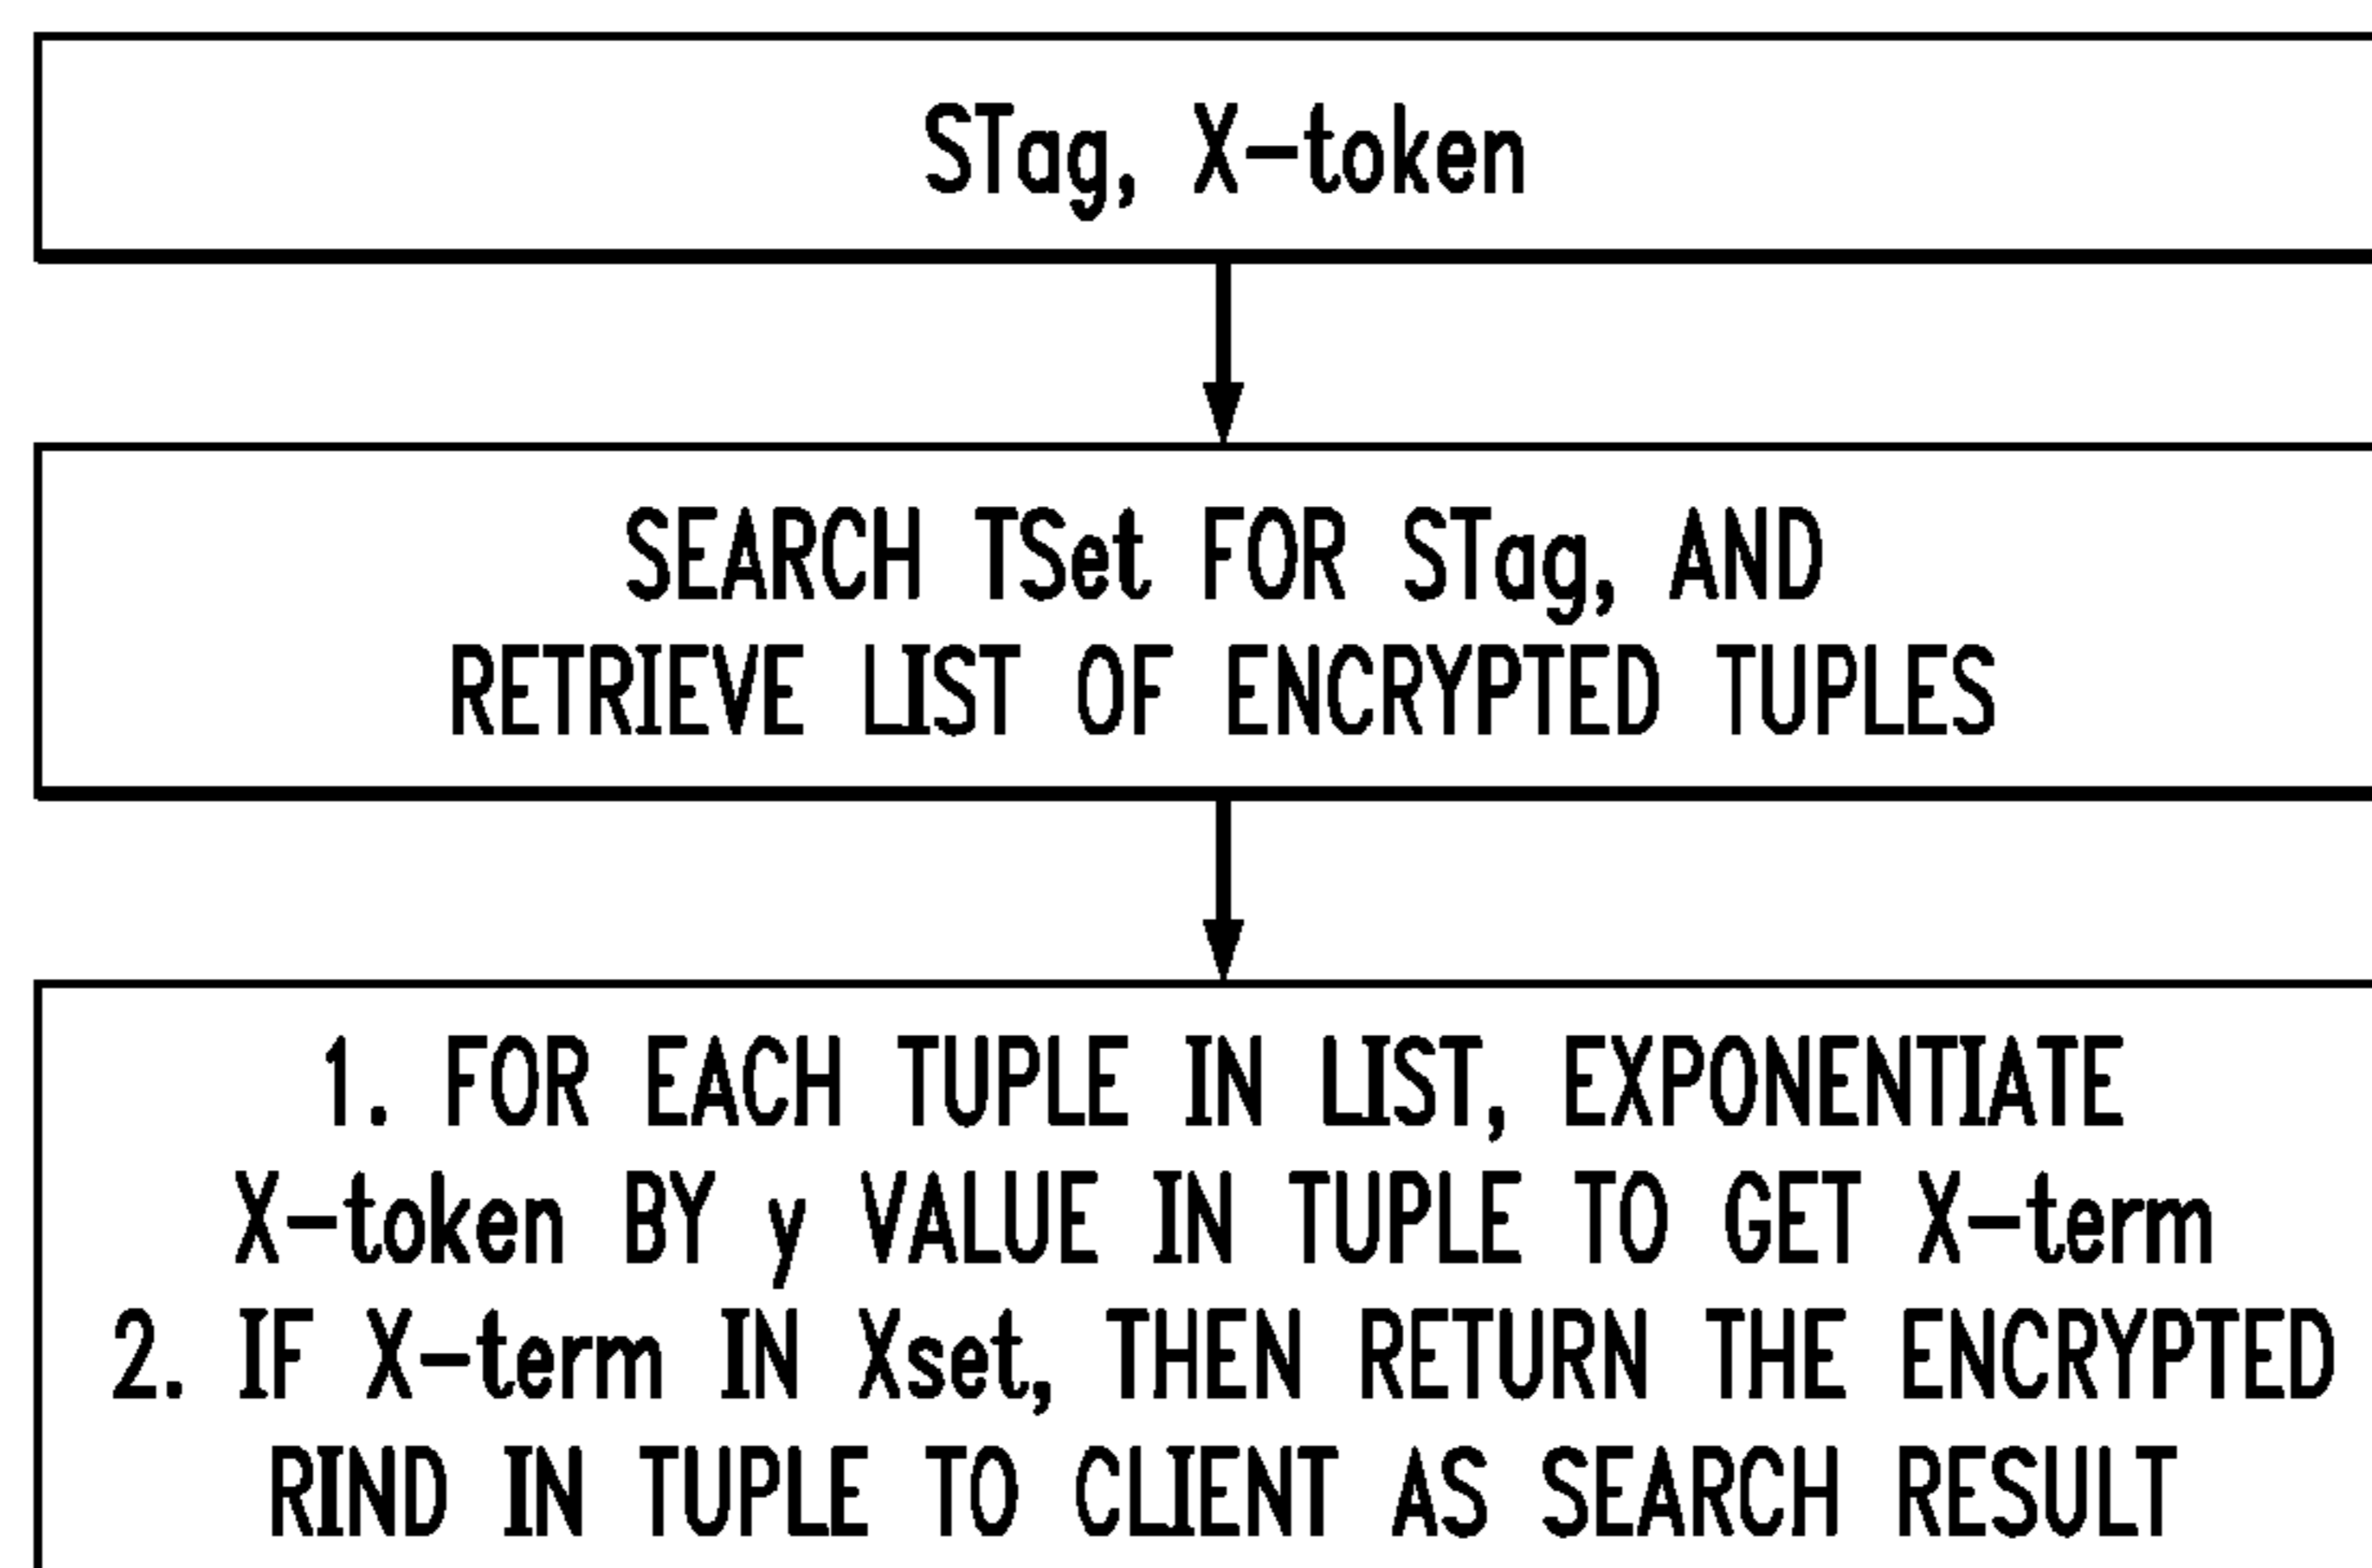 STag, X-token
SEARCH TSet FOR STag, AND
RETRIEVE LIST OF ENCRYPTED TUPLES
1. FOR EACH TUPLE IN LIST, EXPONENTIATE
X-token BY y VALUE IN TUPLE TO GET X-term
2. IF X-term IN Xset, THEN RETURN THE ENCRYPTED
RIND IN TUPLE TO CLIENT AS SEARCH RESULT